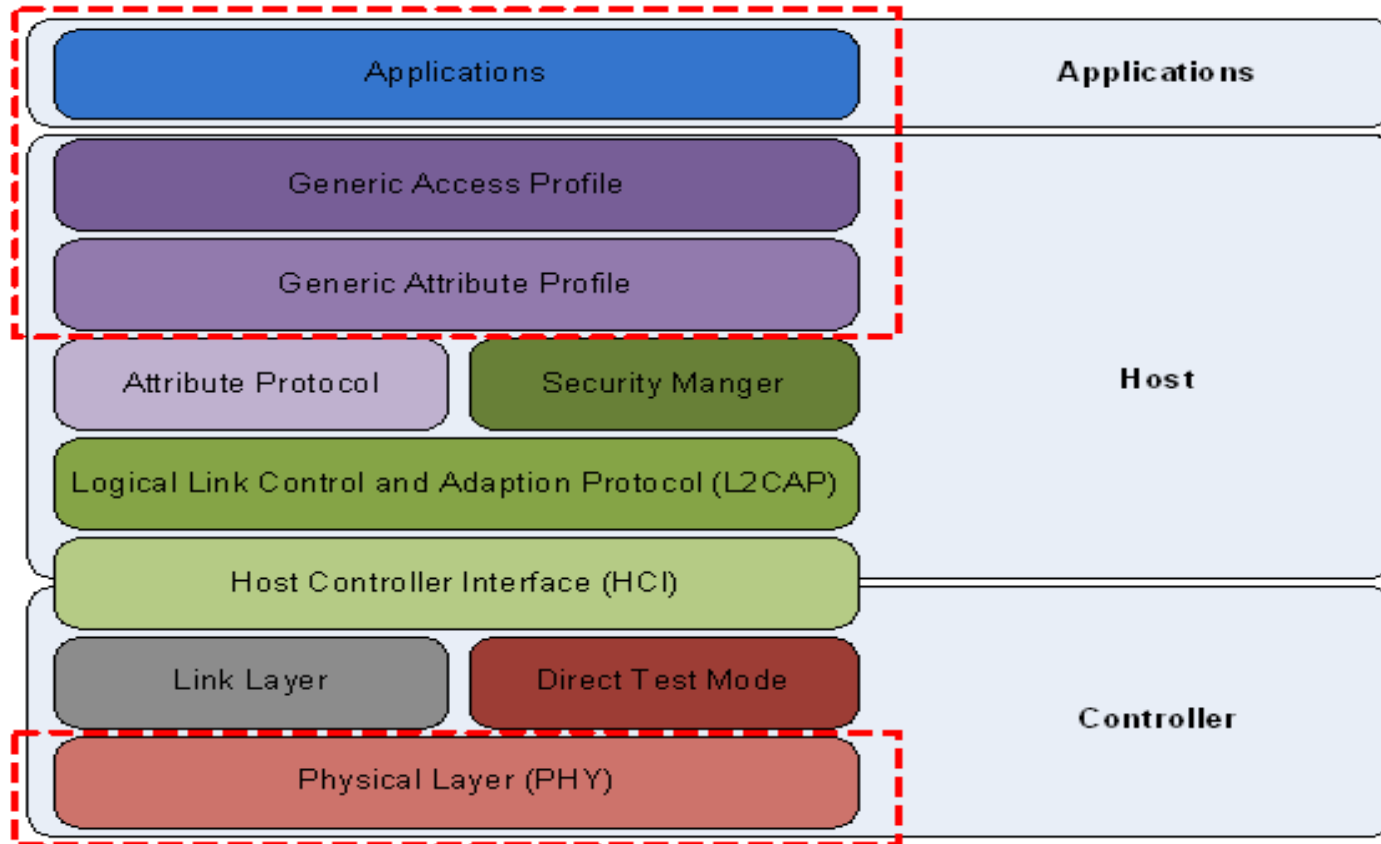 Applications
Applications
Generic Access Profile
Generic Attribute Profile
Attribute Protocol
Security Manger
Host
Logical Link Control and Adaption Protocol (L2CAP)
Host Controller Interface (HCI)
Link Layer
Direct Test Mode
Controller
Physical Layer (PHY)